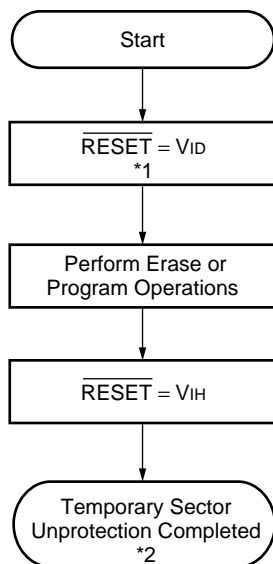 Start
RESET = VID
*1
Perform Erase or
Program Operations
RESET = VIH
Temporary Sector
Unprotection Completed
*2